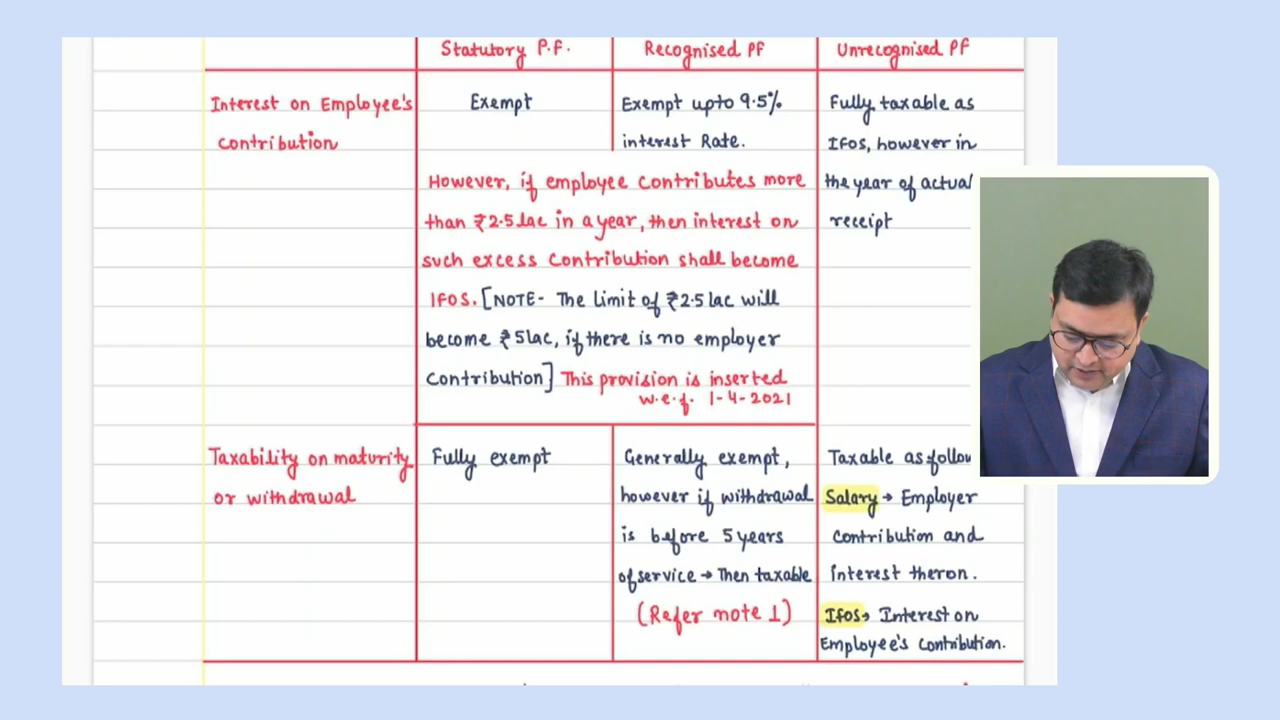 Statutory P.F.
Recognised PF
Unrecognised PF
Interest on Employee's
contribution
Exempt
Exempt upto 9.5%
interest Rate.
Fully taxable as
IFOS, however in
the year of actual
receipt
However, if employee contributes more
than ₹2.5 lac in a year, then interest on
such excess contribution shall become
IFOS. [NOTE- The limit of ₹2.5 lac will
become ₹5lac, if there is no employer
contribution] This provision is inserted
w.e.f. 1-4-2021
Taxability on maturity
or withdrawal
Fully exempt
Generally exempt,
however if withdrawal
is before 5 years
of service → Then taxable
(Refer note 1)
Taxable as
Salary → Employer
contribution and
interest theron.
Ifos → Interest on
Employee's contribution.